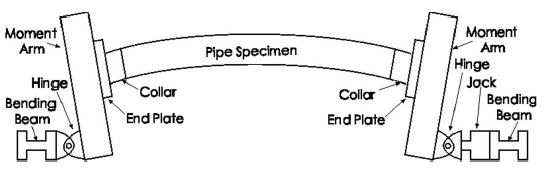 Moment
Arm
Pipe Specimen
Moment
Arm
Hinge
Bending
Beam
Collar
End Plate
Collar
End Plate
Hinge
Jack
Bending
Beam